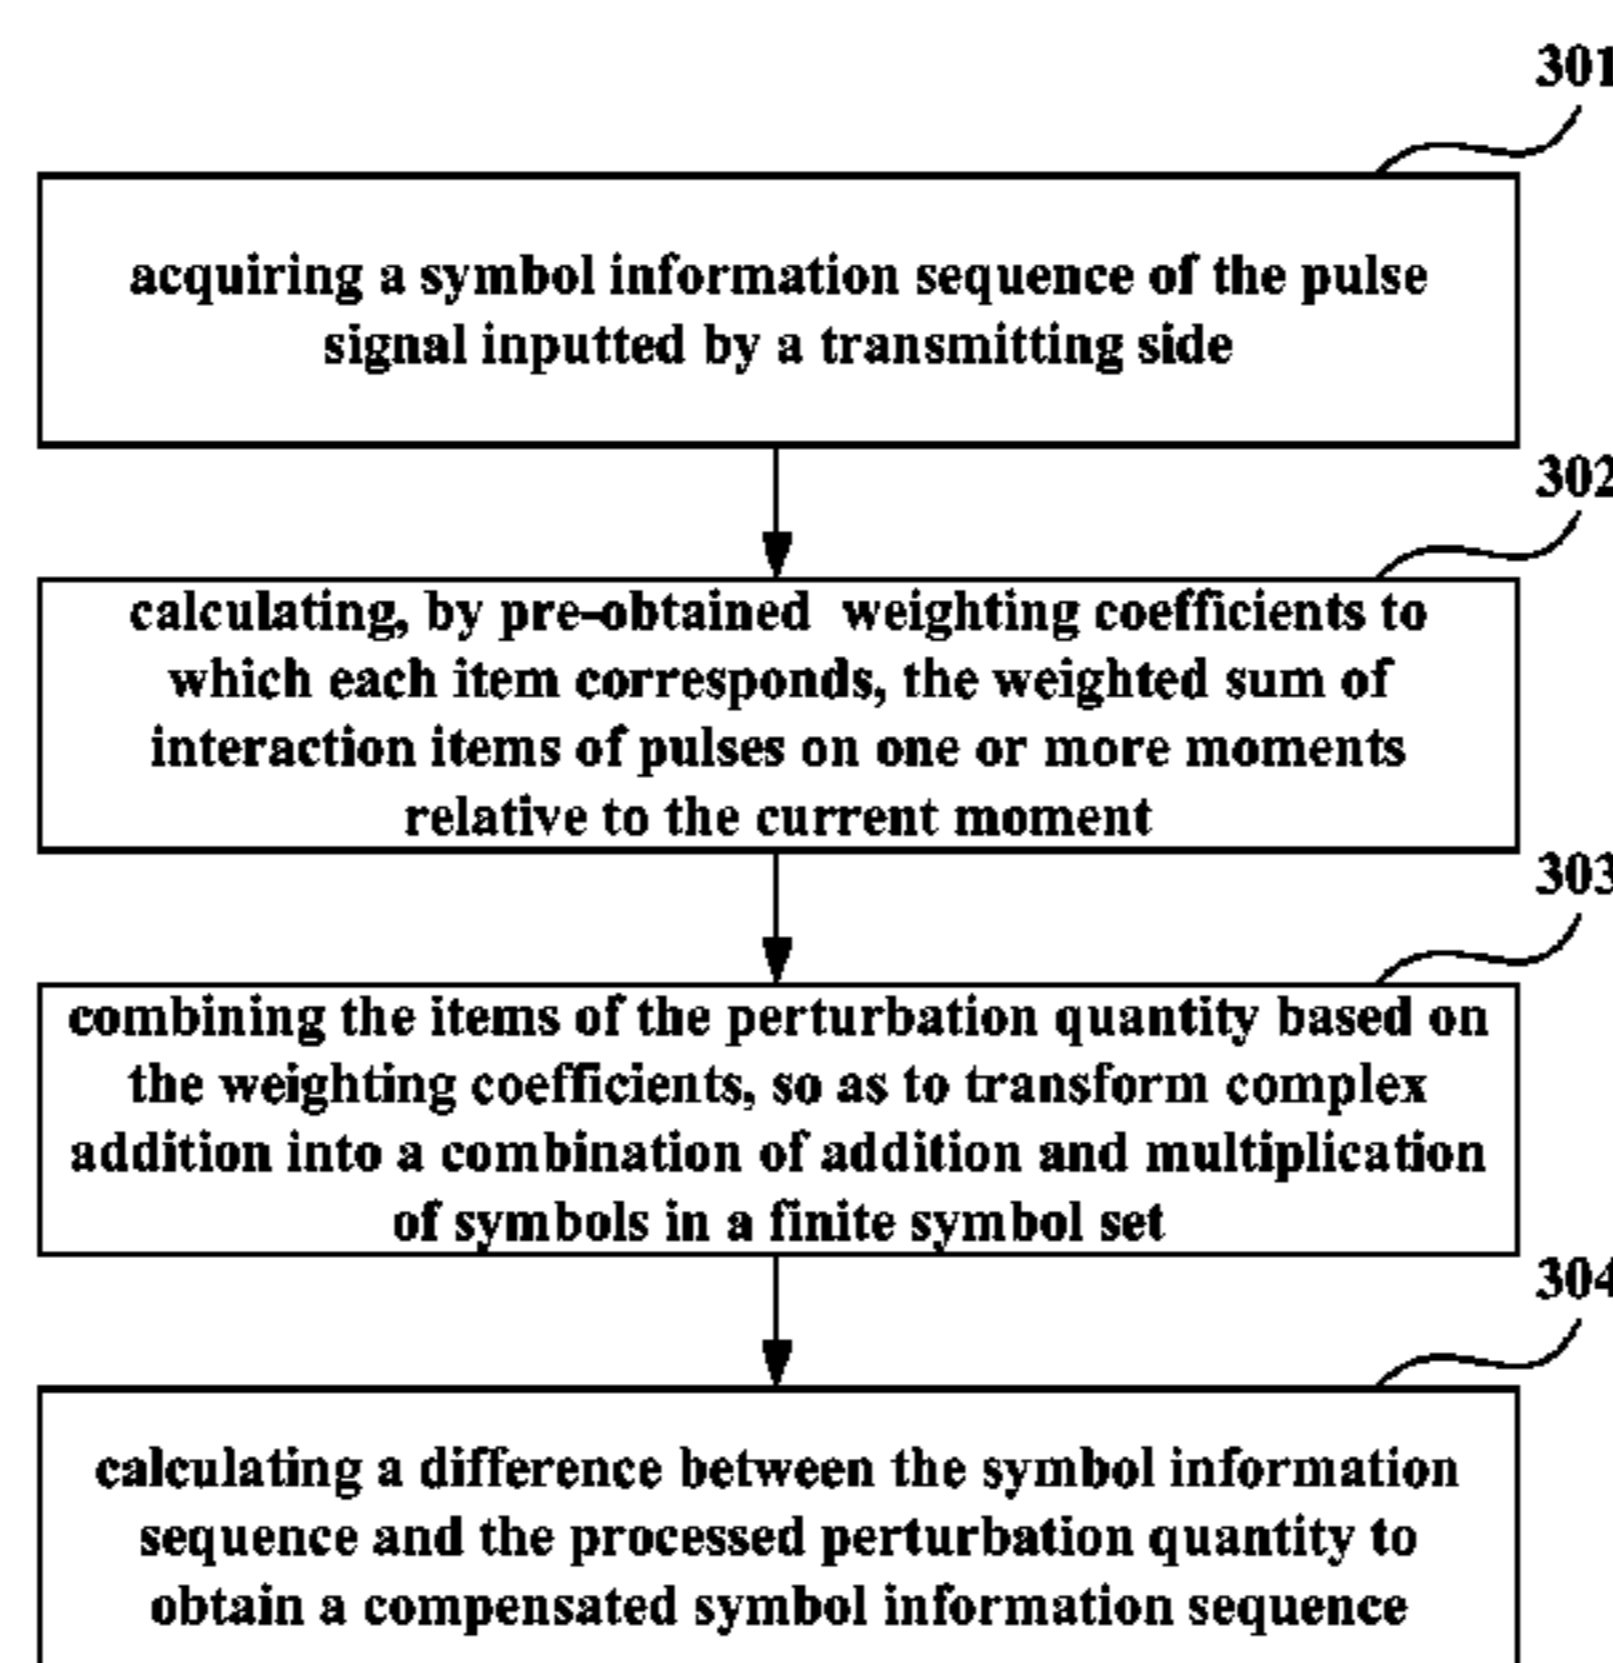 301
acquiring a symbol information sequence of the pulse
signal inputted by a transmitting side
302
calculating, by pre-obtained weighting coefficients to
which each item corresponds, the weighted sum of
interaction items of pulses on one or more moments
relative to the current moment
303
combining the items of the perturbation quantity based on
the weighting coefficients, so as to transform complex
addition into a combination of addition and multiplication
of symbols in a finite symbol set
304
calculating a difference between the symbol information
sequence and the processed perturbation quantity to
obtain a compensated symbol information sequence